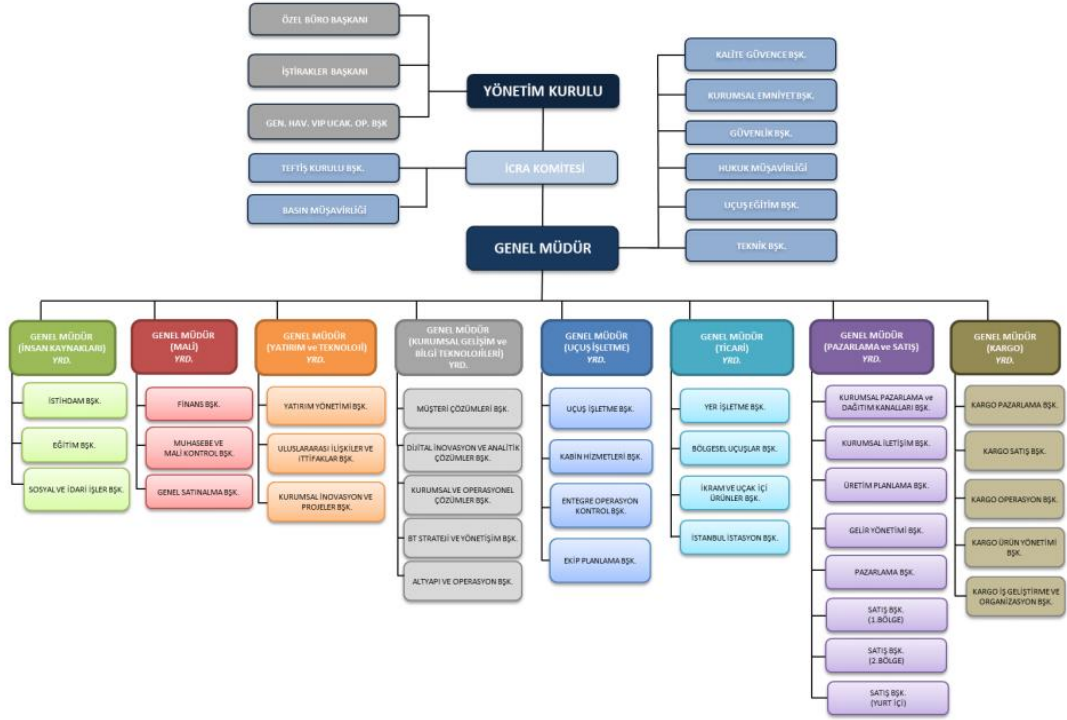 ÖZEL BÜRO BAŞKANI
İŞTİRAKLER BAŞKANI
GEN. HAV. VIP UCAK. OP. BŞK
TEFTİŞ KURULU BŞK.
BASIN MÜŞAVİRLİĞİ
YÖNETİM KURULU
İCRA KOMİTESİ
GENEL MÜDÜR
KALİTE GÜVENCE BŞK.
KURUMSAL EMNİYET BŞK.
GÜVENLİK BŞK.
HUKUK MÜŞAVİRLİĞİ
UÇUŞ EĞİTİM BŞK.
TEKNİK BŞK.
GENEL MÜDÜR
(İNSAN KAYNAKLARI)
YRD.
İSTİHDAM BŞK.
EĞİTİM BŞK.
SOSYAL VE İDARİ İŞLER BŞK.
GENEL MÜDÜR
(MALİ)
YRD.
FİNANS BŞK.
MUHASEBE VE
MALİ KONTROL BŞK.
GENEL SATINALMA BŞK.
GENEL MÜDÜR
(YATIRIM ve TEKNOLOJİ)
YRD.
YATIRIM YÖNETİMİ BŞK.
ULUSLARARASI İLİŞKİLER VE
İTTİFAKLAR BŞK.
KURUMSAL İNOVASYON VE
PROJELER BŞK.
GENEL MÜDÜR
(KURUMSAL GELİŞİM ve
BİLGİ TEKNOLOJİLERİ)
YRD.
MÜŞTERİ ÇÖZÜMLERİ BŞK.
DİJİTAL İNOVASYON VE ANALİTİK
ÇÖZÜMLER BŞK.
KURUMSAL VE OPERASYONEL
ÇÖZÜMLER BŞK.
BT STRATEJİ VE YÖNETİŞİM BŞK.
ALTYAPI VE OPERASYON BŞK.
GENEL MÜDÜR
(UÇUŞ İŞLETME)
YRD.
UÇUŞ İŞLETME BŞK.
KABİN HİZMETLERİ BŞK.
ENTEGRE OPERASYON
KONTROL BŞK.
EKİP PLANLAMA BŞK.
GENEL MÜDÜR
(TİCARİ)
YRD.
YER İŞLETME BŞK.
BÖLGESEL UÇUŞLAR BŞK.
İKRAM VE UÇAK İÇİ
ÜRÜNLER BŞK.
İSTANBUL İSTASYON BŞK.
GENEL MÜDÜR
(PAZARLAMA ve SATIŞ)
YRD.
KURUMSAL PAZARLAMA ve
DAĞITIM KANALLARI BŞK.
KURUMSAL İLETİŞİM BŞK.
ÜRETİM PLANLAMA BŞK.
GELİR YÖNETİMİ BŞK.
PAZARLAMA BŞK.
SATIŞ BŞK.
(1.BÖLGE)
SATIŞ BŞK.
(2.BÖLGE)
SATIŞ BŞK.
(YURT İÇİ)
GENEL MÜDÜR
(KARGO)
YRD.
KARGO PAZARLAMA BŞK.
KARGO SATIŞ BŞK.
KARGO OPERASYON BŞK.
KARGO ÜRÜN YÖNETİMİ
BŞK.
KARGO İŞ GELİŞTİRME VE
ORGANİZASYON BŞK.